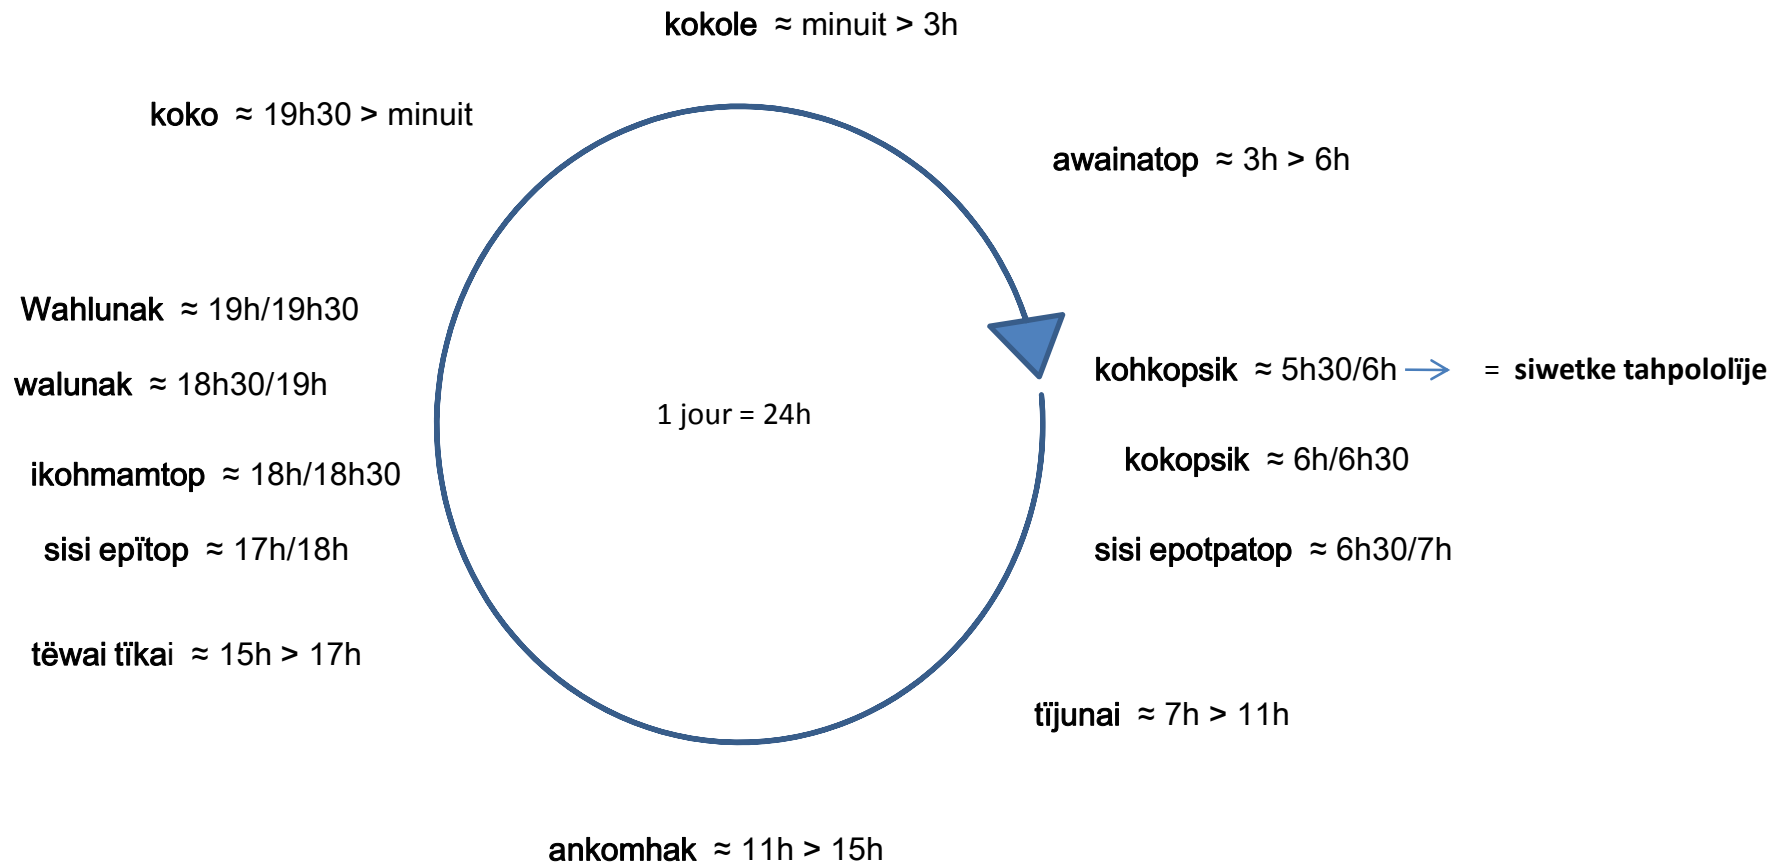 kokole ≈ minuit > 3h
koko ≈ 19h30 > minuit
awainatop ≈ 3h > 6h
Wahlunak ≈ 19h/19h30
kohkopsik ≈ 5h30/6h → = siwetke tahpololïje
walunak ≈ 18h30/19h
1 jour = 24h
kokopsik ≈ 6h/6h30
ikohmamtop ≈ 18h/18h30
sisi epïtop ≈ 17h/18h
sisi epotpatop ≈ 6h30/7h
tëwai tïkai ≈ 15h > 17h
tïjunai ≈ 7h > 11h
ankomhak ≈ 11h > 15h